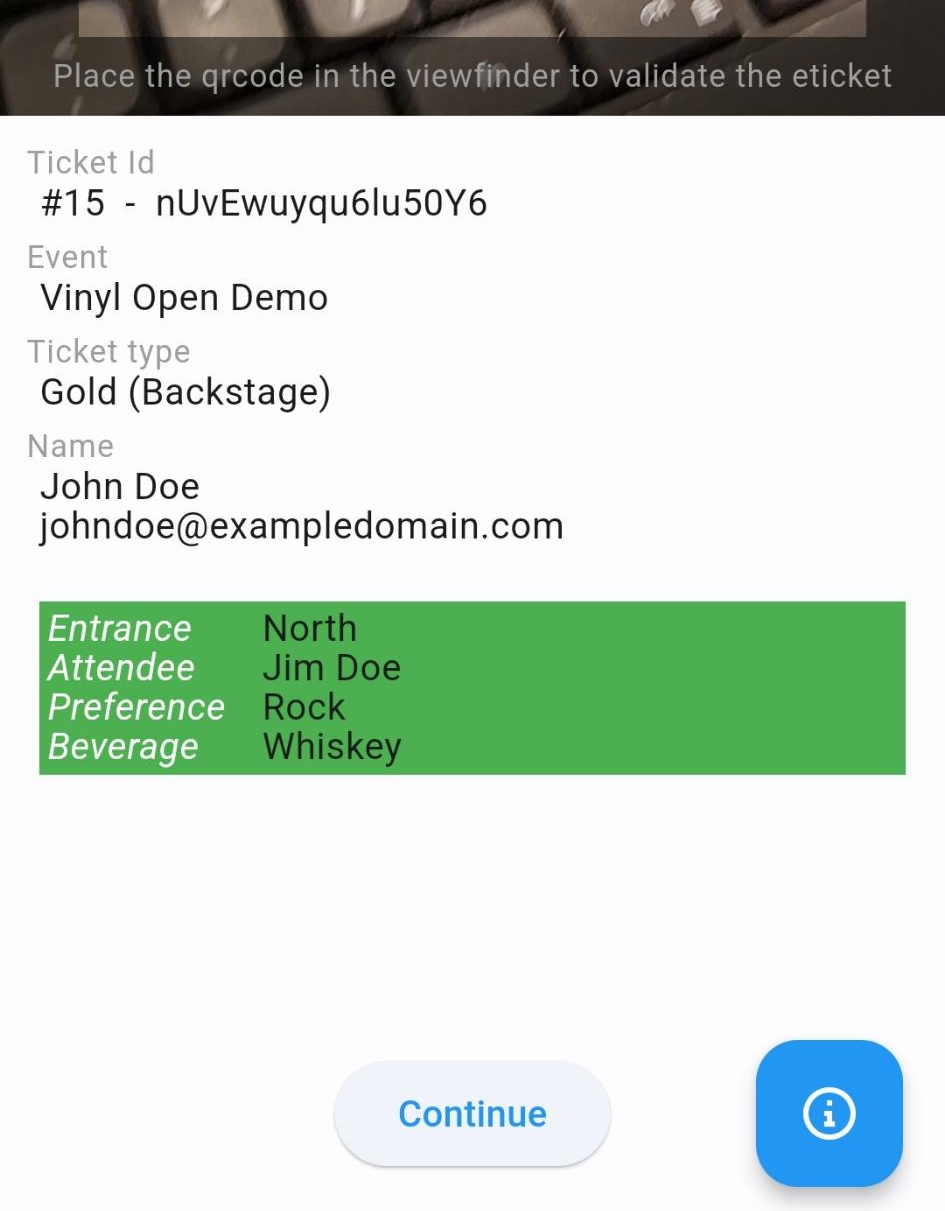 Place the qrcode in the viewfinder to validate the eticket
Ticket Id
#15 - nUvEwuyqu6lu50Y6
Event
Vinyl Open Demo
Ticket type
Gold (Backstage)
Name
John Doe
johndoe@exampledomain.com
Entrance North
Attendee Jim Doe
Preference Rock
Beverage Whiskey
Continue